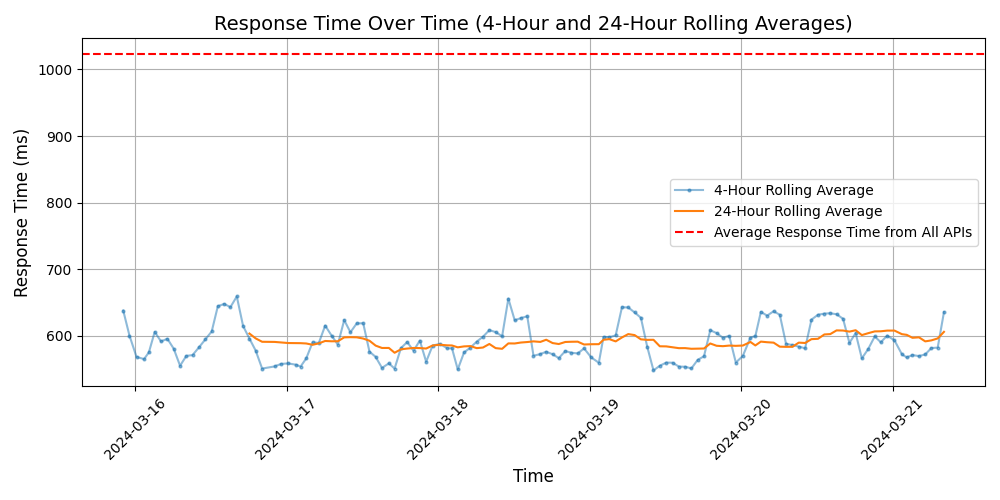 Response Time Over Time (4-Hour and 24-Hour Rolling Averages)
Response Time (ms)
1000
900
800
700
600
4-Hour Rolling Average
24-Hour Rolling Average
Average Response Time from All APIs
2024-03-16
2024-03-17
2024-03-18
2024-03-19
2024-03-20
2024-03-21
Time